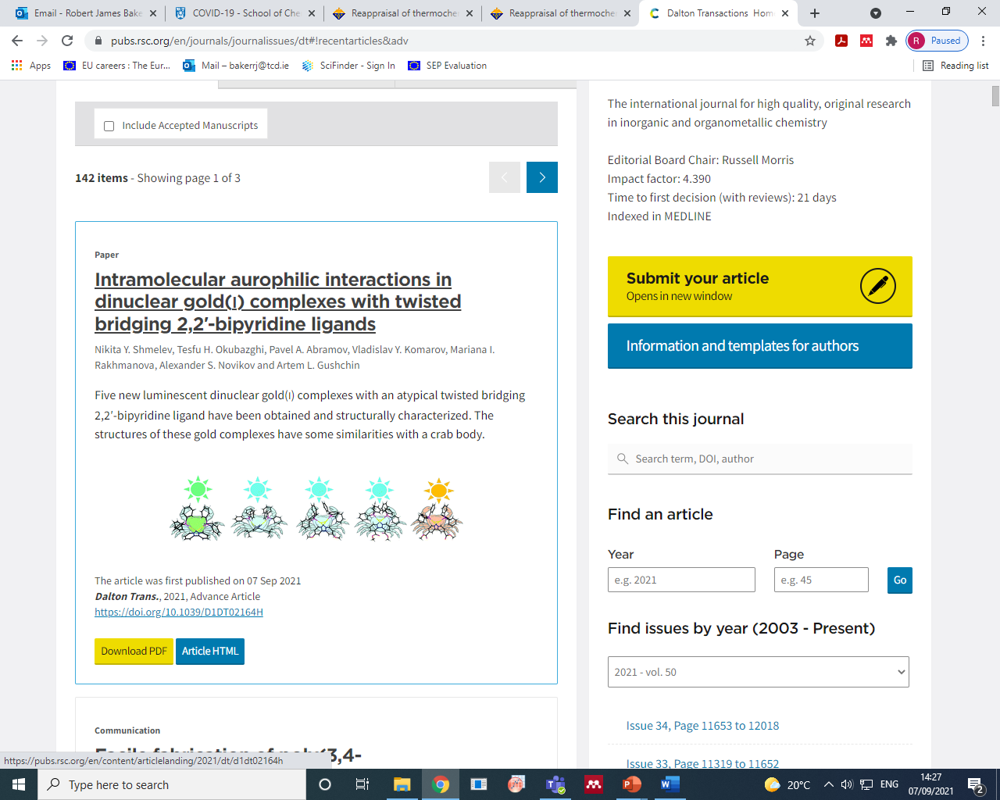 Email - Robert James Bake
COVID-19 - School of Che
Reappraisal of thermoche
Reappraisal of thermoche
Dalton Transactions Hom
pubs.rsc.org/en/journals/journalissues/dt#!recentarticles&adv
R Paused
Apps
EU careers : The Eur...
Mail – bakerrj@tcd.ie
SciFinder - Sign In
SEP Evaluation
Reading list
Include Accepted Manuscripts
142 items - Showing page 1 of 3
Paper
Intramolecular aurophilic interactions in
dinuclear gold(I) complexes with twisted
bridging 2,2′-bipyridine ligands
Nikita Y. Shmelev, Tesfu H. Okubazghi, Pavel A. Abramov, Vladislav Y. Komarov, Mariana I.
Rakhmanova, Alexander S. Novikov and Artem L. Gushchin
Five new luminescent dinuclear gold(I) complexes with an atypical twisted bridging
2,2′-bipyridine ligand have been obtained and structurally characterized. The
structures of these gold complexes have some similarities with a crab body.
The article was first published on 07 Sep 2021
Dalton Trans., 2021, Advance Article
https://doi.org/10.1039/D1DT02164H
Download PDF
Article HTML
Communication
The international journal for high quality, original research
in inorganic and organometallic chemistry
Editorial Board Chair: Russell Morris
Impact factor: 4.390
Time to first decision (with reviews): 21 days
Indexed in MEDLINE
Submit your article
Opens in new window
Information and templates for authors
Search this journal
Search term, DOI, author
Find an article
Year
Page
e.g. 2021
e.g. 45
Go
Find issues by year (2003 - Present)
2021 - vol. 50
Issue 34, Page 11653 to 12018
Issue 33, Page 11319 to 11652
https://pubs.rsc.org/en/content/articlelanding/2021/dt/d1dt02164h
Type here to search
20°C
ENG
14:27
07/09/2021
2